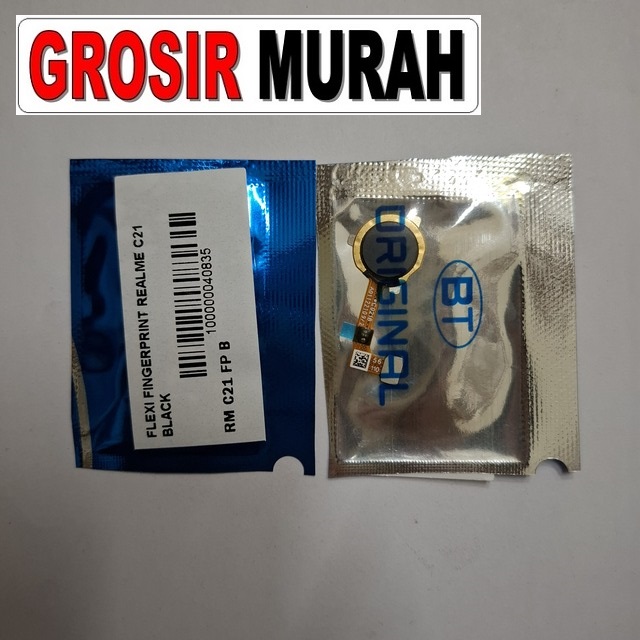 GROSIR MURAH
FLEXI FINGERPRINT REALME C21
BLACK
100000040835
RM C21 FP B
ORIGINAL
BT